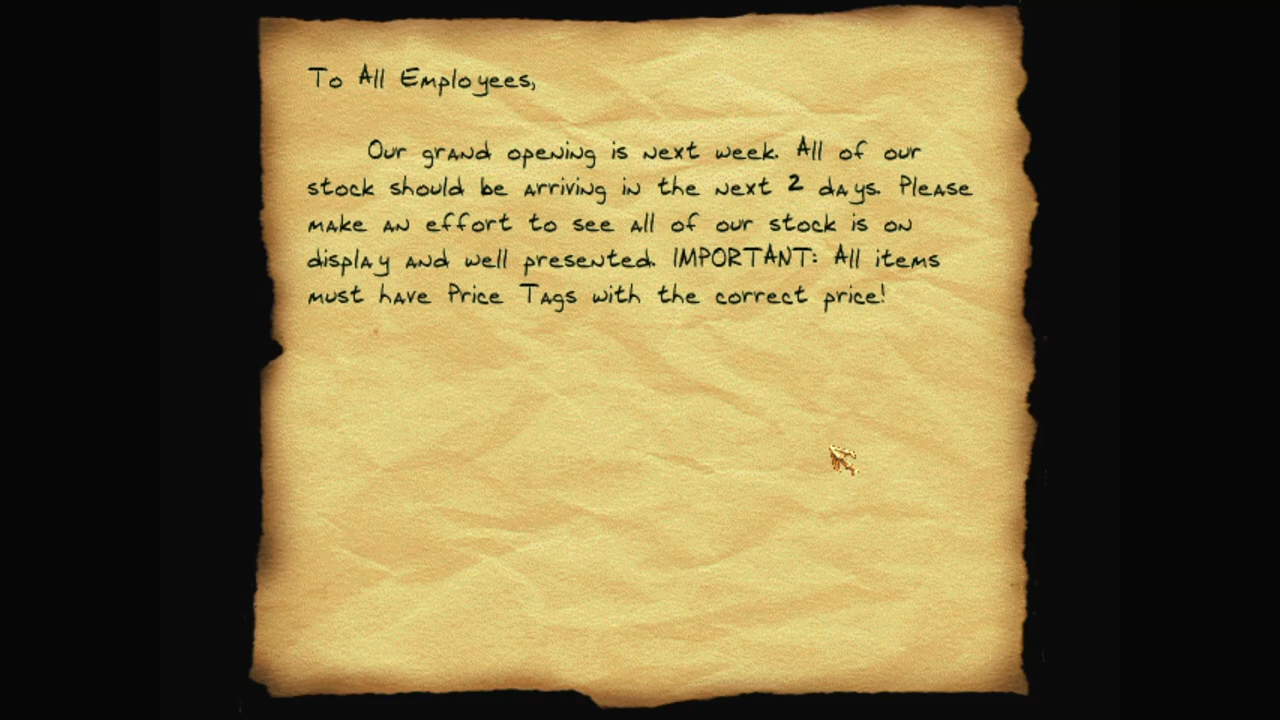 To All Employees,
Our grand opening is next week. All of our
stock should be arriving in the next 2 days. Please
make an effort to see all of our stock is on
display and well presented. IMPORTANT: All items
must have Price Tags with the correct price!